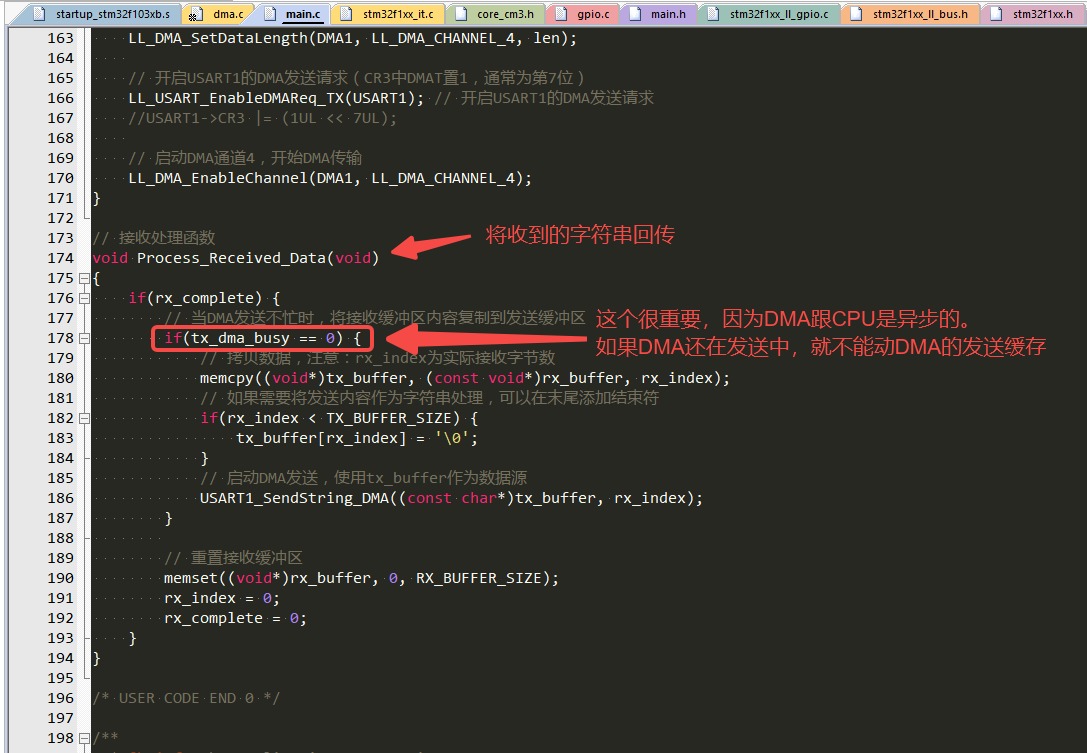 startup_stm32f103xb.s dma.c main.c stm32f1xx_it.c core_cm3.h gpio.c main.h stm32f1xx_ll_gpio.c stm32f1xx_ll_bus.h stm32f1xx.h
163 LL_DMA_SetDataLength(DMA1, LL_DMA_CHANNEL_4, len);
164
165 // 开启USART1的DMA发送请求（CR3中DMAT置1，通常为第7位）
166 LL_USART_EnableDMAReq_TX(USART1); // 开启USART1的DMA发送请求
167 //USART1->CR3 |= (1UL << 7UL);
168
169 // 启动DMA通道4，开始DMA传输
170 LL_DMA_EnableChannel(DMA1, LL_DMA_CHANNEL_4);
171 }
172
173 // 接收处理函数
将收到的字符串回传
174 void Process_Received_Data(void)
175 {
176 if(rx_complete) {
177 // 当DMA发送不忙时，将接收缓冲区内容复制到发送缓冲区
这个很重要，因为DMA跟CPU是异步的。
178 if(tx_dma_busy == 0) {
如果DMA还在发送中，就不能动DMA的发送缓存
179 // 拷贝数据，注意：rx_index为实际接收字节数
180 memcpy((void*)tx_buffer, (const void*)rx_buffer, rx_index);
181 // 如果需要将发送内容作为字符串处理，可以在末尾添加结束符
182 if(rx_index < TX_BUFFER_SIZE) {
183 tx_buffer[rx_index] = '\0';
184 }
185 // 启动DMA发送，使用tx_buffer作为数据源
186 USART1_SendString_DMA((const char*)tx_buffer, rx_index);
187 }
188
189 // 重置接收缓冲区
190 memset((void*)rx_buffer, 0, RX_BUFFER_SIZE);
191 rx_index = 0;
192 rx_complete = 0;
193 }
194 }
195
196 /* USER CODE END 0 */
197
198 /**